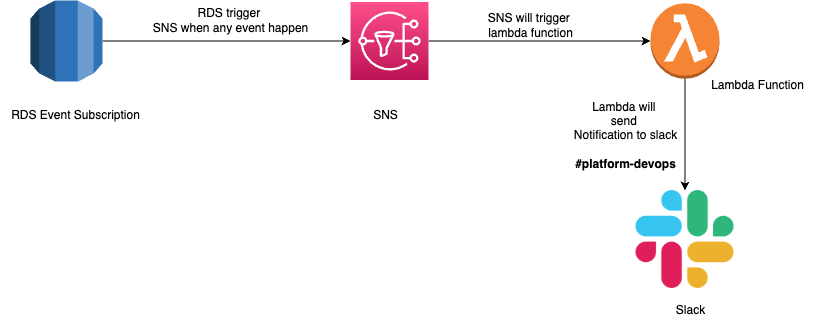 RDS trigger
SNS when any event happen
SNS will trigger
lambda function
RDS Event Subscription
SNS
Lambda Function
Lambda will
send
Notification to slack
#platform-devops
Slack